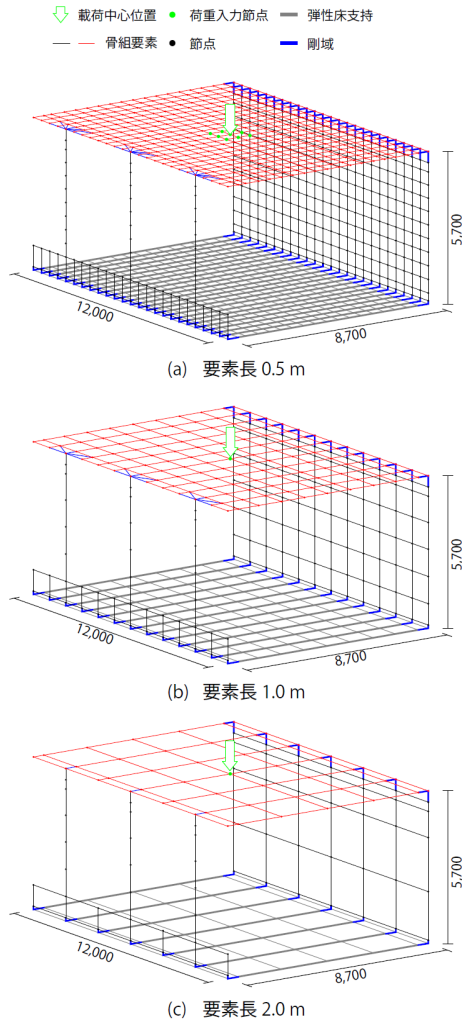 載荷中心位置 荷重入力節点 弾性床支持
骨組要素 節点 剛域
5,700
12,000
8,700
(a) 要素長 0.5 m
5,700
12,000
8,700
(b) 要素長 1.0 m
5,700
12,000
8,700
(c) 要素長 2.0 m